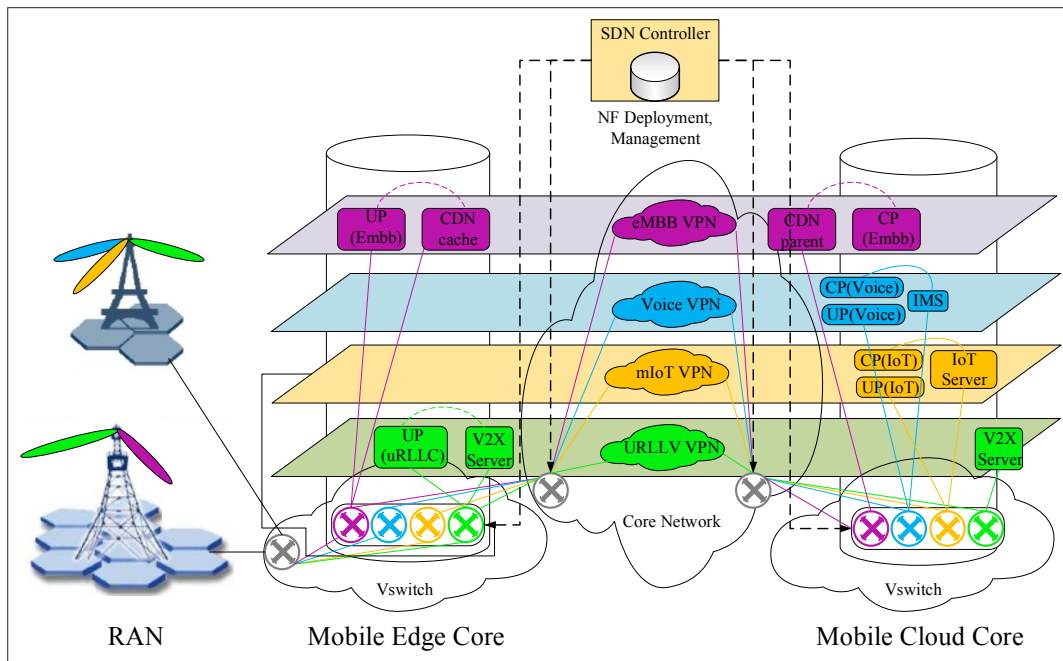 SDN Controller
NF Deployment,
Management
UP
(Embb)
CDN
cache
eMBB VPN
CDN
parent
CP
(Embb)
Voice VPN
CP(Voice)
UP(Voice)
IMS
mIoT VPN
CP(IoT)
UP(IoT)
IoT
Server
UP
(uRLLC)
V2X
Server
URLLV VPN
V2X
Server
Core Network
Vswitch
Vswitch
RAN
Mobile Edge Core
Mobile Cloud Core